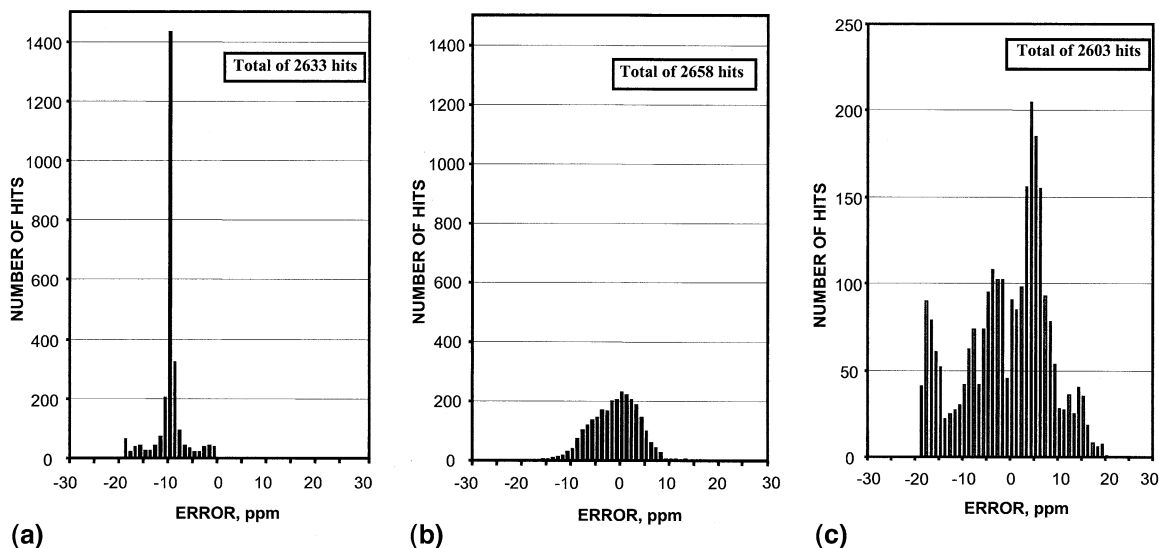 1400
1200
1000
800
600
400
200
0
NUMBER OF HITS
Total of 2633 hits
-30 -20 -10 0 10 20 30
ERROR, ppm
(a)
1400
1200
1000
800
600
400
200
0
NUMBER OF HITS
Total of 2658 hits
-30 -20 -10 0 10 20 30
ERROR, ppm
(b)
250
200
150
100
50
0
NUMBER OF HITS
Total of 2603 hits
-30 -20 -10 0 10 20 30
ERROR, ppm
(c)